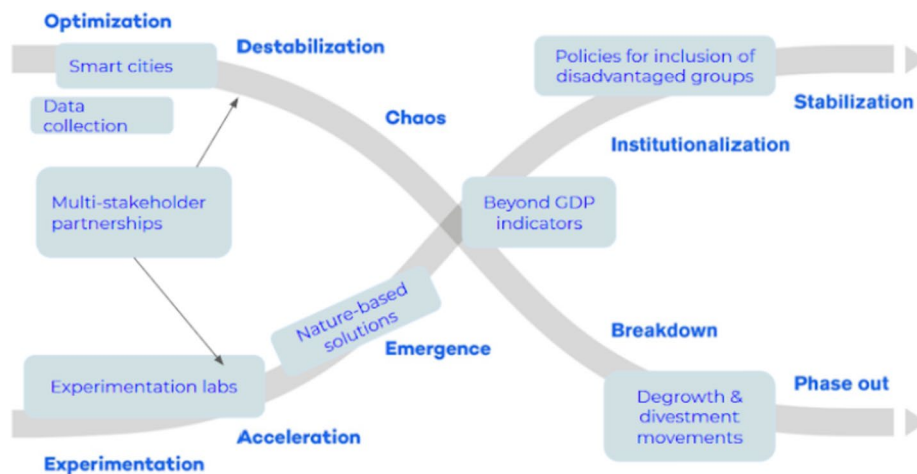 Optimization
Smart cities
Destabilization
Policies for inclusion of
disadvantaged groups
Stabilization
Data
collection
Chaos
Institutionalization
Multi-stakeholder
partnerships
Beyond GDP
indicators
Nature-based
solutions
Emergence
Breakdown
Experimentation labs
Degrowth &
divestment
movements
Phase out
Acceleration
Experimentation